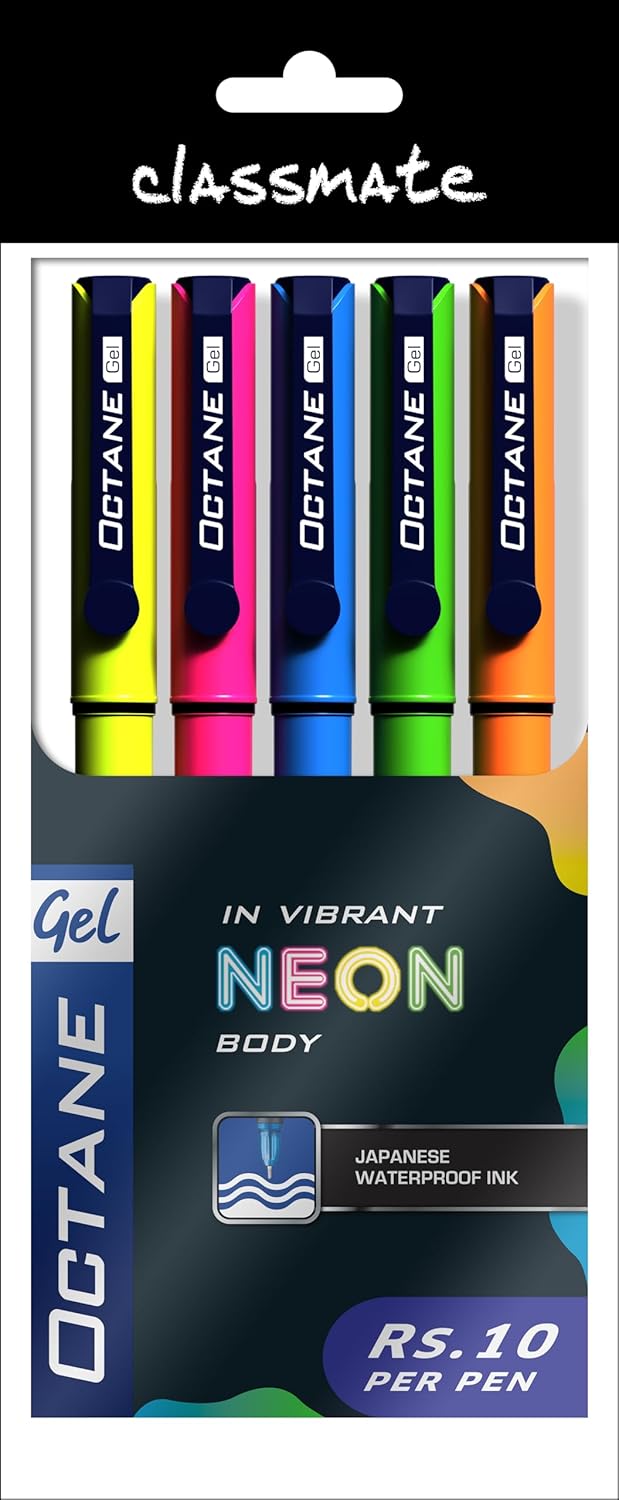 classmate
OCTANE Gel
OCTANE Gel
OCTANE Gel
OCTANE Gel
OCTANE Gel
Gel
OCTANE
IN VIBRANT
NEON
BODY
JAPANESE
WATERPROOF INK
Rs.10
PER PEN